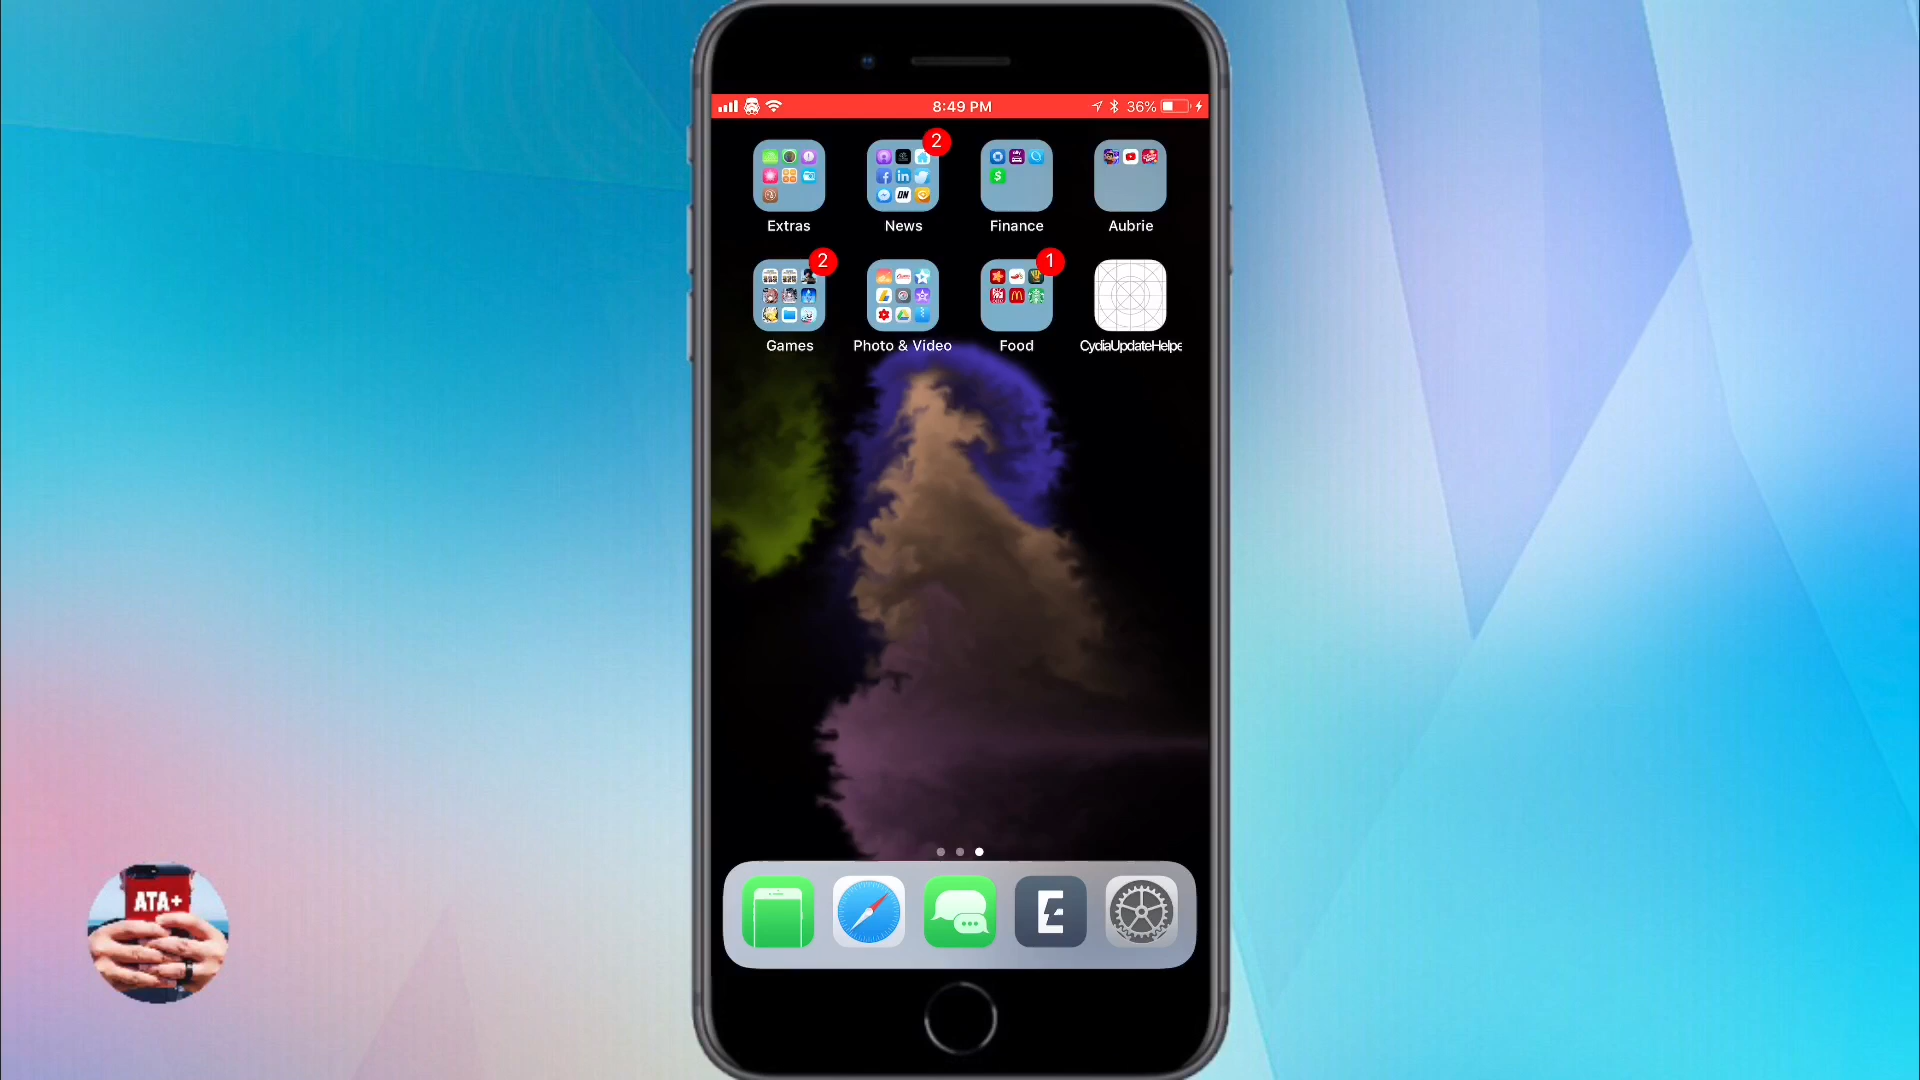 8:49 PM
36%
2
Extras
News
Finance
Aubrie
2
1
Games
Photo & Video
Food
CydiaUpdateHelpe
ATA+